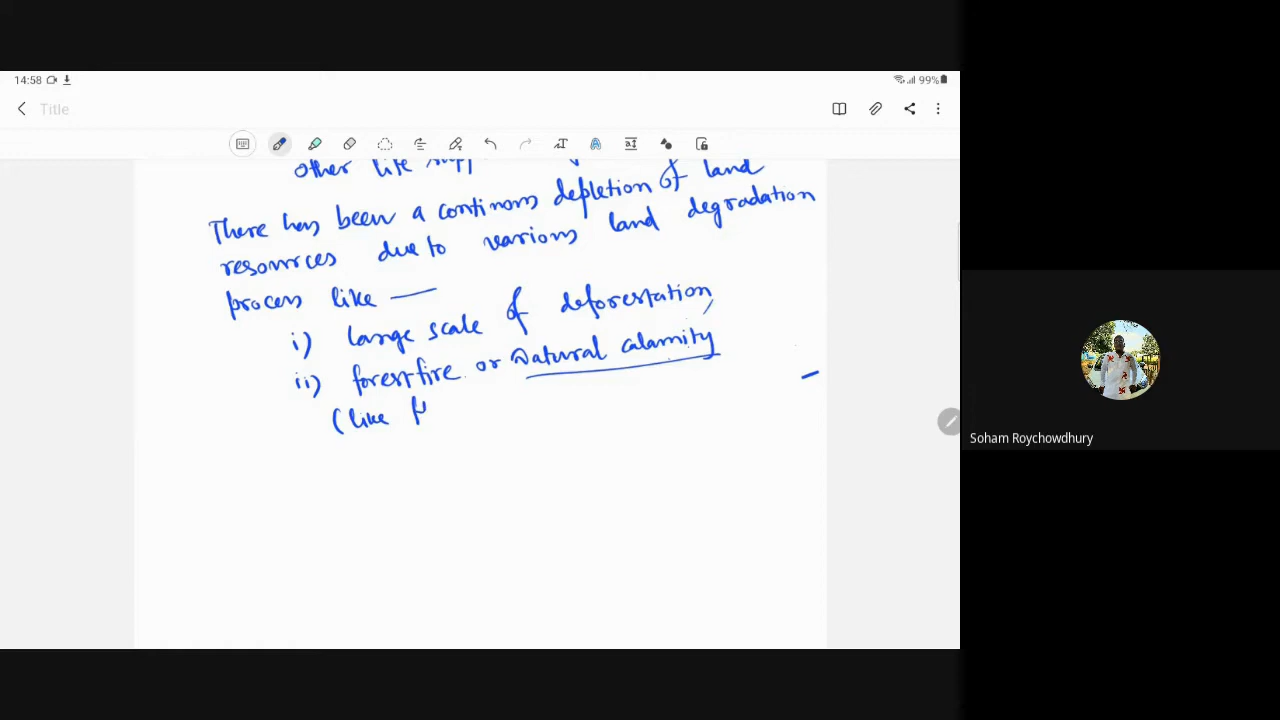 14:58
99%
Title
other life
There has been a continous depletion of land
resources due to various land degradation
process like —
i) large scale of deforestation,
ii) forest fire or Natural calamity
(like
Soham Roychowdhury